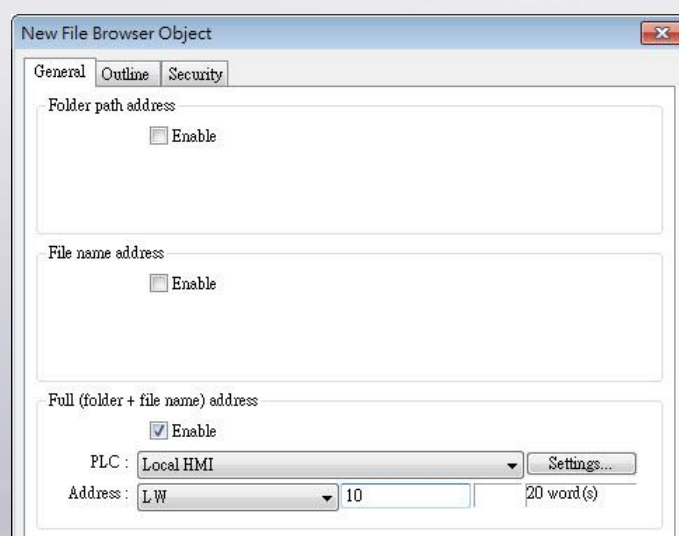 New File Browser Object
General Outline Security
Folder path address
Enable
File name address
Enable
Full (folder + file name) address
Enable
PLC : Local HMI Settings...
Address : LW 10 20 word(s)